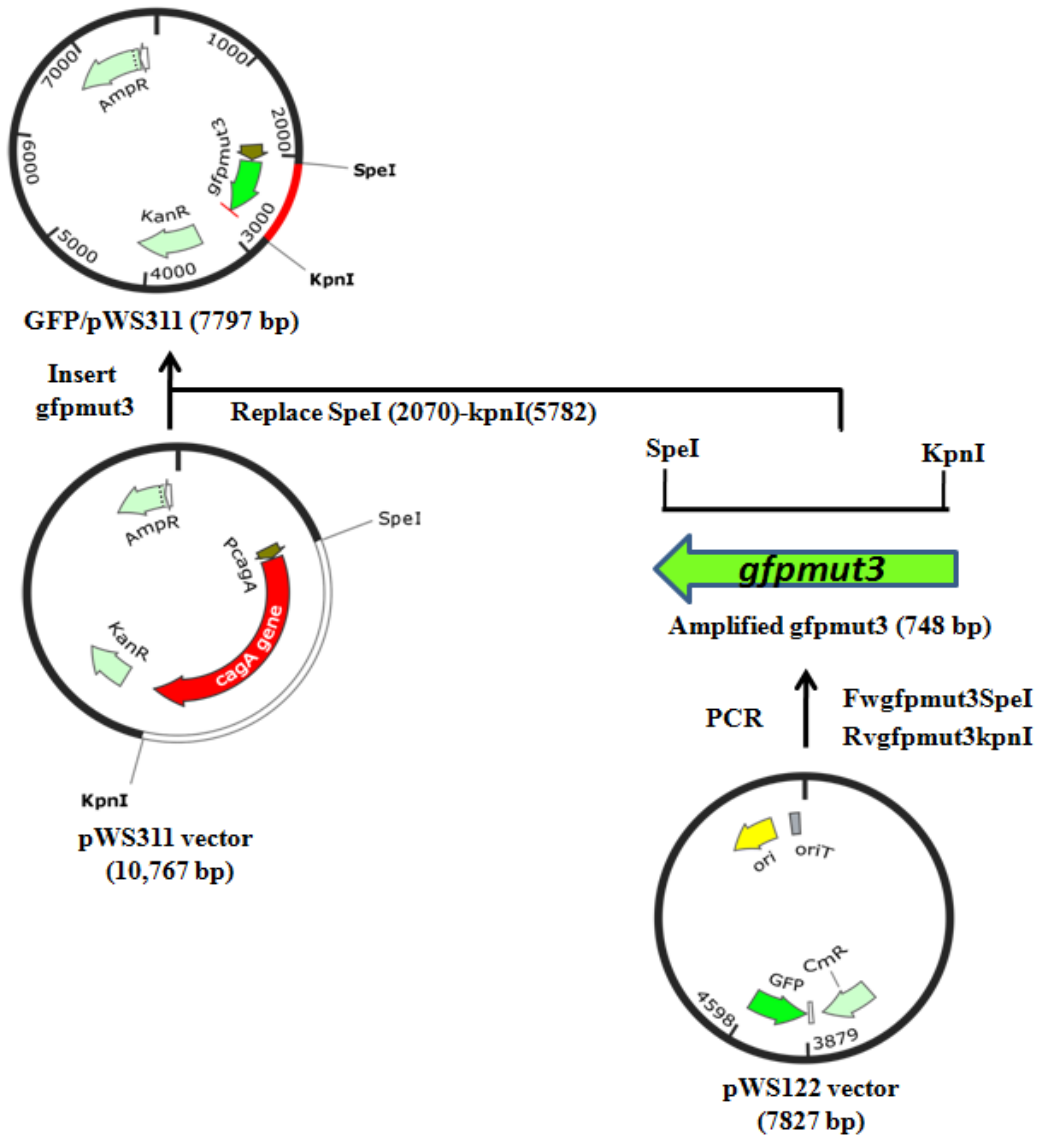 1000
2000
3000
4000
5000
6000
7000
AmpR
gfpmut3
KanR
SpeI
KpnI
GFP/pWS311 (7797 bp)
Insert
gfpmut3
Replace SpeI (2070)-kpnI(5782)
SpeI
KpnI
gfpmut3
Amplified gfpmut3 (748 bp)
AmpR
PcagA
cagA gene
KanR
SpeI
KpnI
pWS311 vector
(10,767 bp)
PCR
Fwgfpmut3SpeI
Rvgfpmut3kpnI
ori
oriT
GFP
CmR
4598
3879
pWS122 vector
(7827 bp)